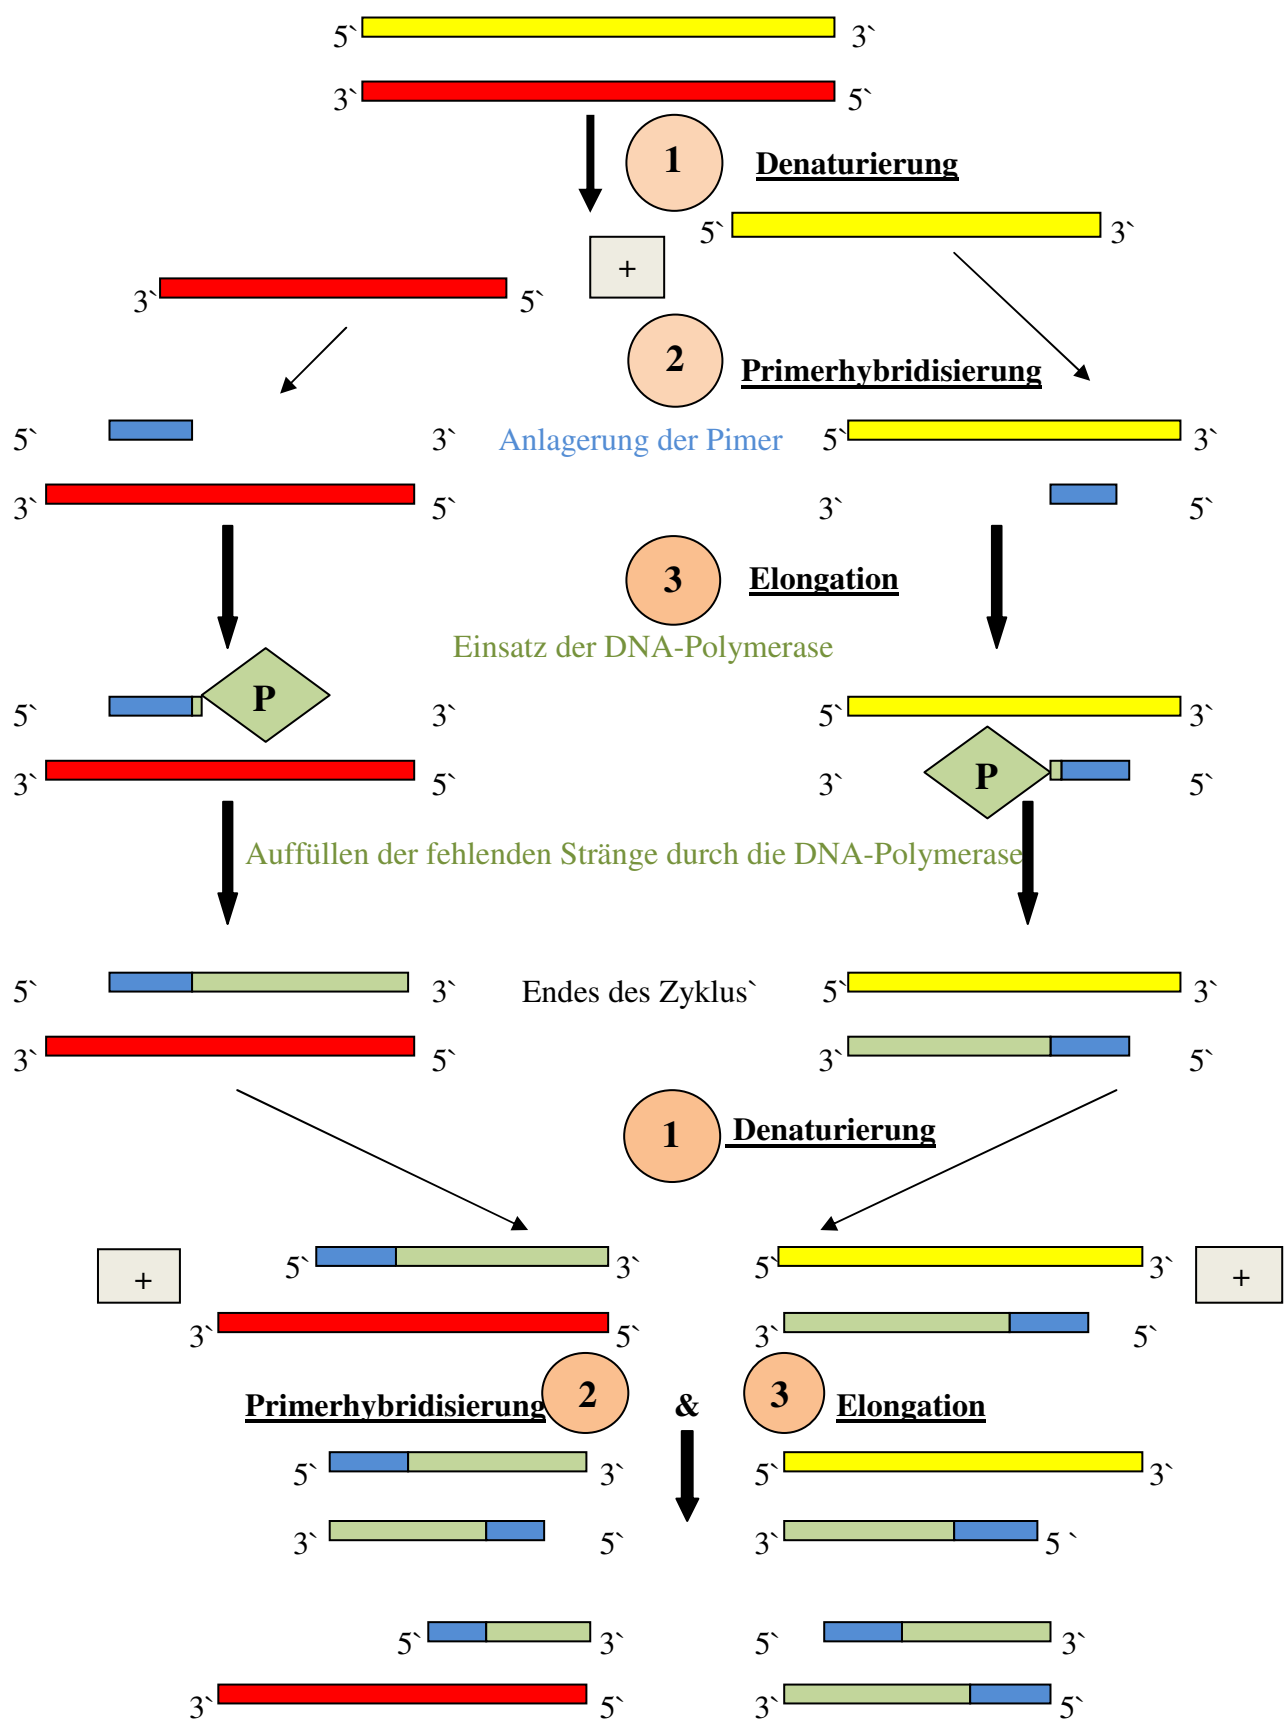 5` 3`
3` 5`
1 Denaturierung
5` 3`
+
3` 5`
2 Primerhybridisierung
5` 3` Anlagerung der Pimer 5` 3`
3` 5` 3` 5`
3 Elongation
Einsatz der DNA-Polymerase
5` P 3` 5` 3`
3` 5` 3` P 5`
Auffüllen der fehlenden Stränge durch die DNA-Polymerase
5` 3` Endes des Zyklus` 5` 3`
3` 5` 3` 5`
1 Denaturierung
+ 5` 3` 5` 3` +
3` 5` 3` 5`
Primerhybridisierung 2 & 3 Elongation
5` 3` 5` 3`
3` 5` 3` 5 `
5` 3` 5` 3`
3` 5` 3` 5`